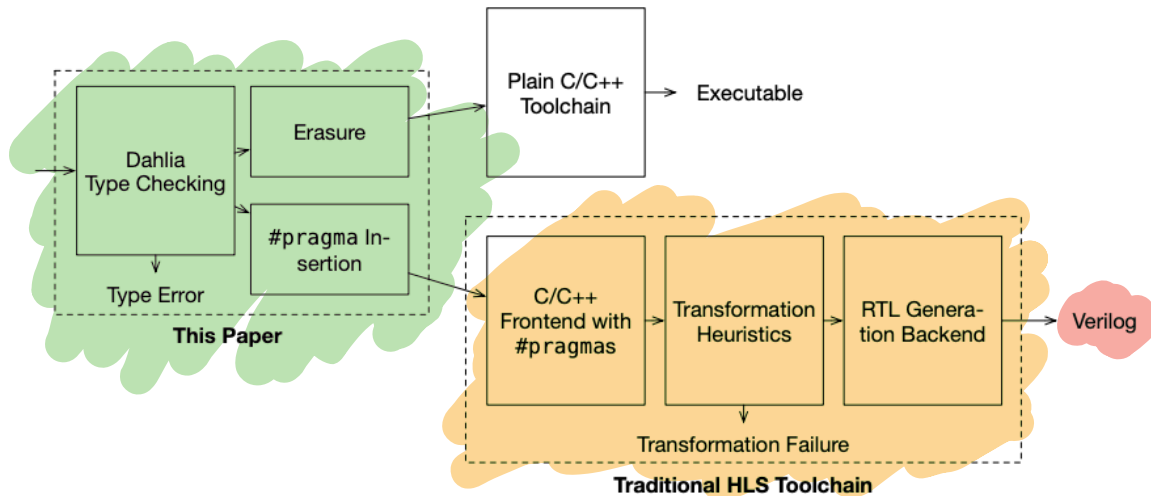 Dahlia
Type Checking
Erasure
#pragma In-
sertion
Type Error
This Paper
Plain C/C++
Toolchain
Executable
C/C++
Frontend with
#pragmas
Transformation
Heuristics
RTL Genera-
tion Backend
Verilog
Transformation Failure
Traditional HLS Toolchain